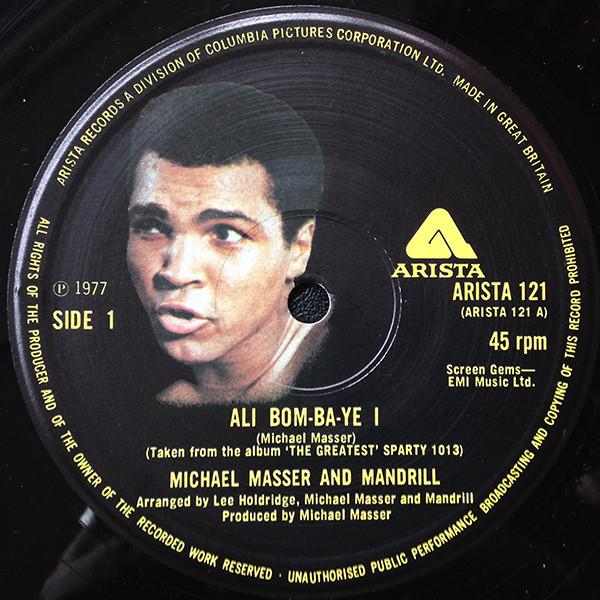 ARISTA RECORDS A DIVISION OF COLUMBIA PICTURES CORPORATION LTD. MADE IN GREAT BRITAIN
ARISTA
℗ 1977
SIDE 1
ARISTA 121
(ARISTA 121 A)
45 rpm
Screen Gems—
EMI Music Ltd.
ALI BOM-BA-YE I
(Michael Masser)
(Taken from the album 'THE GREATEST' SPARTY 1013)
MICHAEL MASSER AND MANDRILL
Arranged by Lee Holdridge, Michael Masser and Mandrill
Produced by Michael Masser
ALL RIGHTS OF THE PRODUCER AND OF THE OWNER OF THE RECORDED WORK RESERVED · UNAUTHORISED PUBLIC PERFORMANCE BROADCASTING AND COPYING OF THIS RECORD PROHIBITED